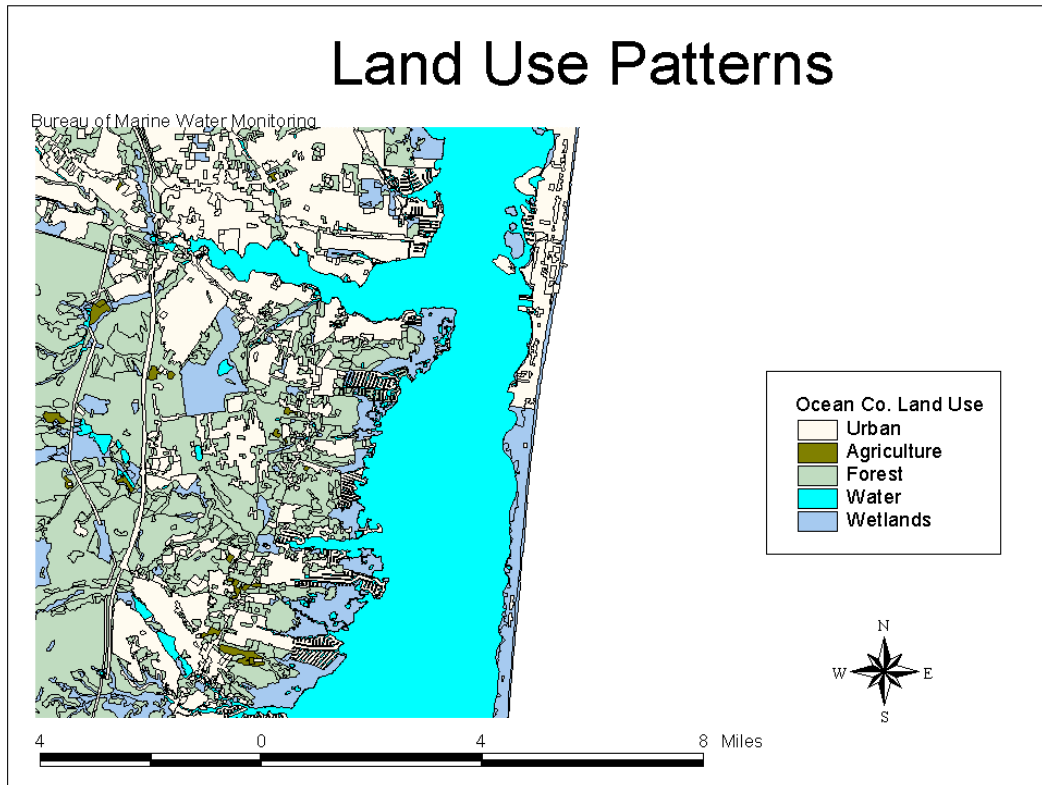 Land Use Patterns
Bureau of Marine Water Monitoring
Ocean Co. Land Use
Urban
Agriculture
Forest
Water
Wetlands
N
W E
S
4 0 4 8 Miles